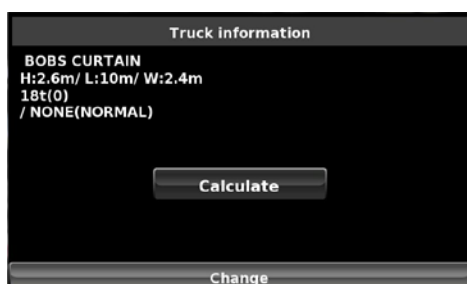 Truck information
BOBS CURTAIN
H:2.6m/ L:10m/ W:2.4m
18t(0)
/ NONE(NORMAL)
Calculate
Change